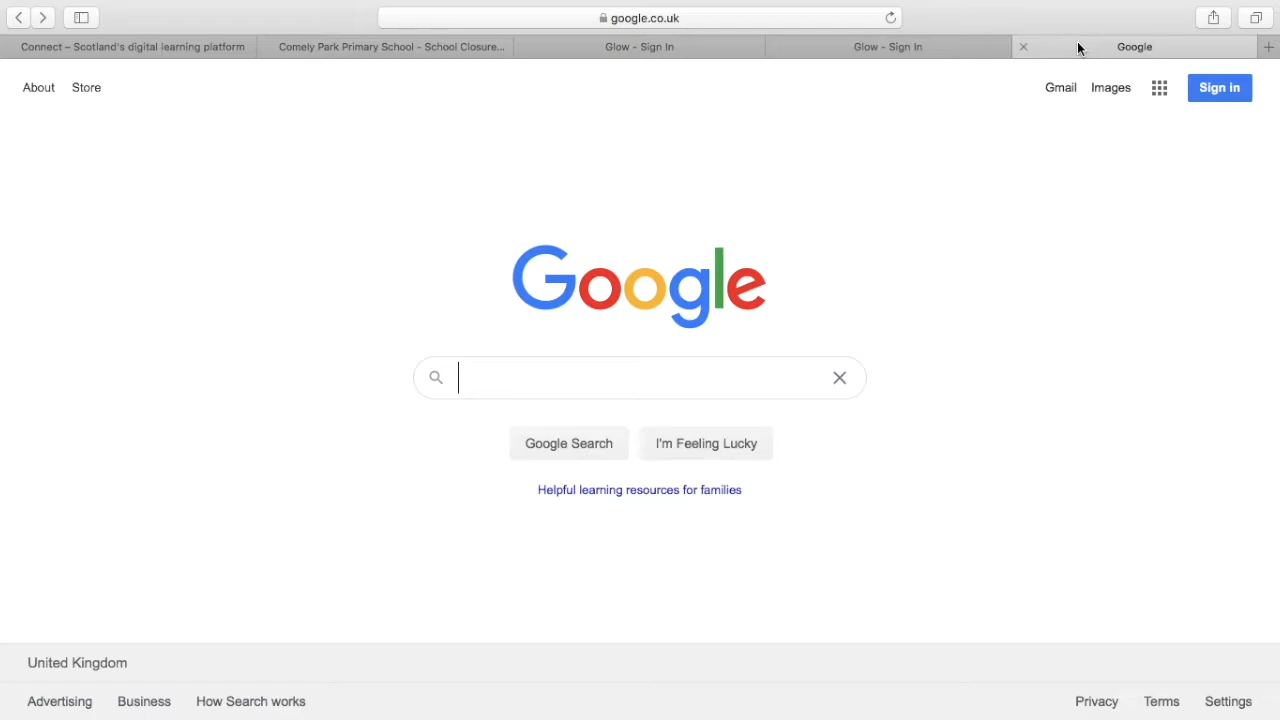 google.co.uk
Connect – Scotland's digital learning platform
Comely Park Primary School - School Closure...
Glow - Sign In
Glow - Sign In
Google
About
Store
Gmail
Images
Sign in
Google
Google Search
I'm Feeling Lucky
Helpful learning resources for families
United Kingdom
Advertising
Business
How Search works
Privacy
Terms
Settings